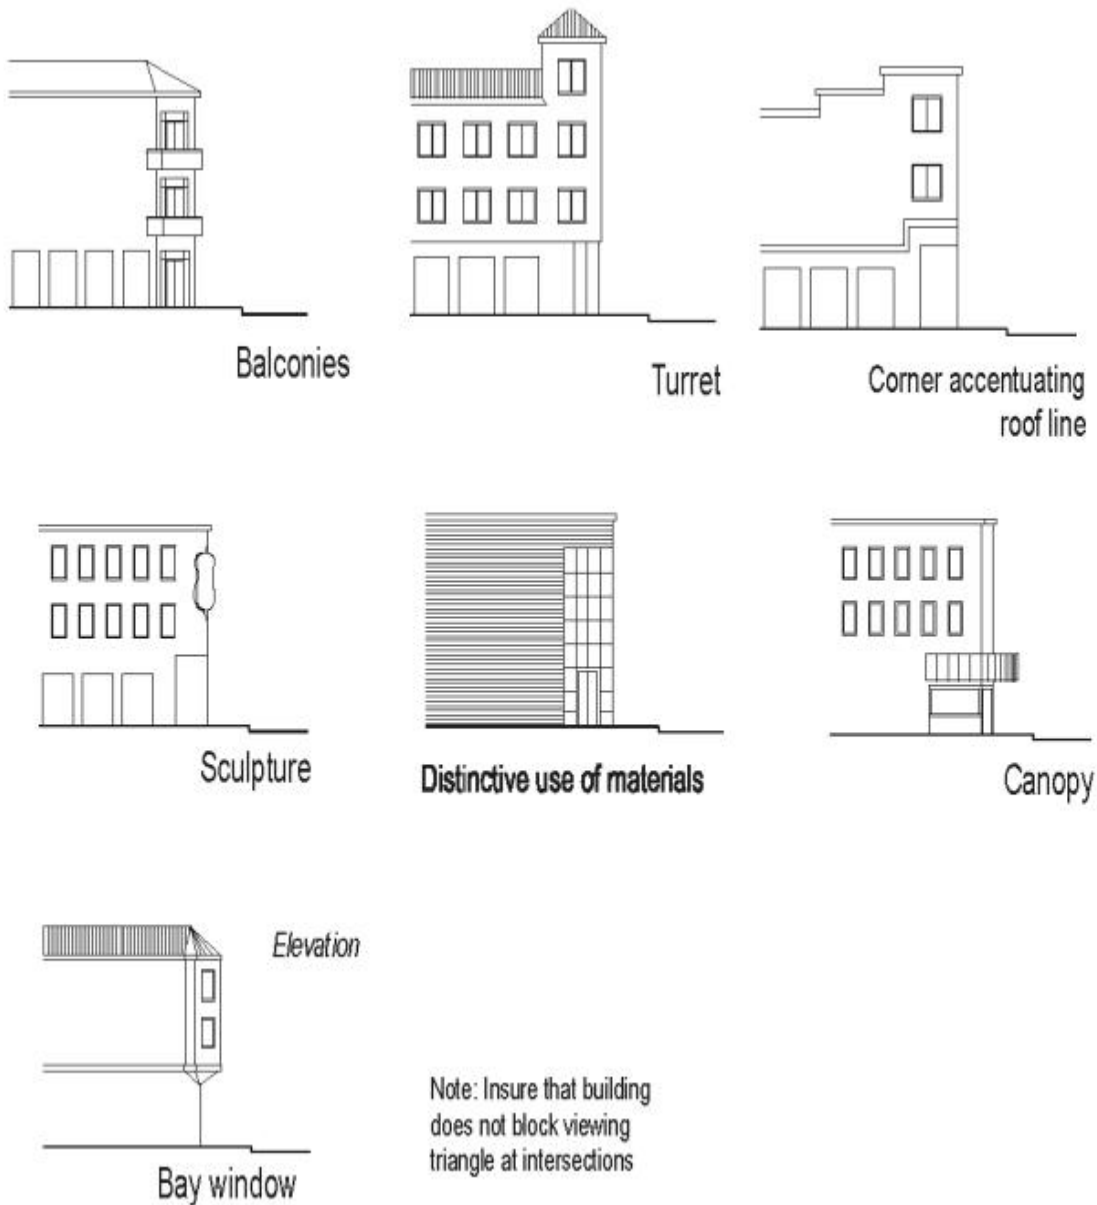 Balconies
Turret
Corner accentuating
roof line
Sculpture
Distinctive use of materials
Canopy
Elevation
Bay window
Note: Insure that building
does not block viewing
triangle at intersections